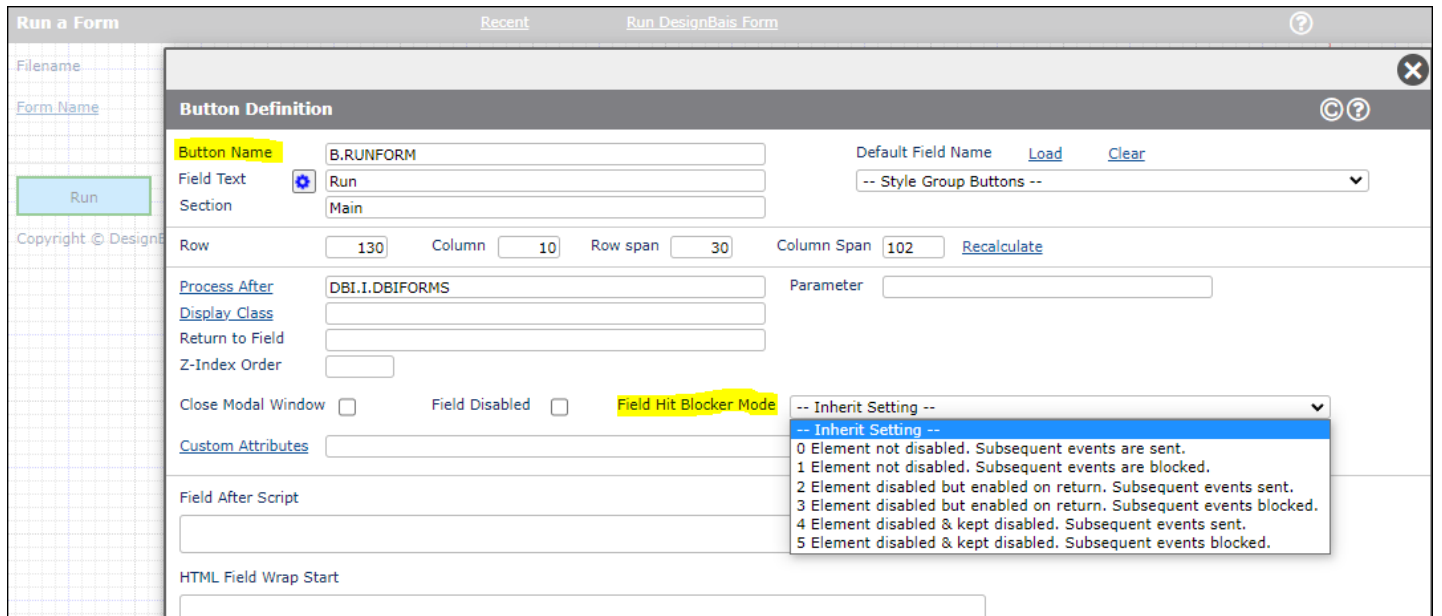 Run a Form Recent Run DesignBais Form ?
Filename
Form Name
Button Definition © ?
Button Name B.RUNFORM Default Field Name Load Clear
Field Text Run -- Style Group Buttons --
Run
Section Main
Copyright © Design
Row 130 Column 10 Row span 30 Column Span 102 Recalculate
Process After DBI.I.DBIFORMS Parameter
Display Class
Return to Field
Z-Index Order
Close Modal Window Field Disabled Field Hit Blocker Mode -- Inherit Setting --
-- Inherit Setting --
Custom Attributes 0 Element not disabled. Subsequent events are sent.
1 Element not disabled. Subsequent events are blocked.
2 Element disabled but enabled on return. Subsequent events sent.
Field After Script 3 Element disabled but enabled on return. Subsequent events blocked.
4 Element disabled & kept disabled. Subsequent events sent.
5 Element disabled & kept disabled. Subsequent events blocked.
HTML Field Wrap Start